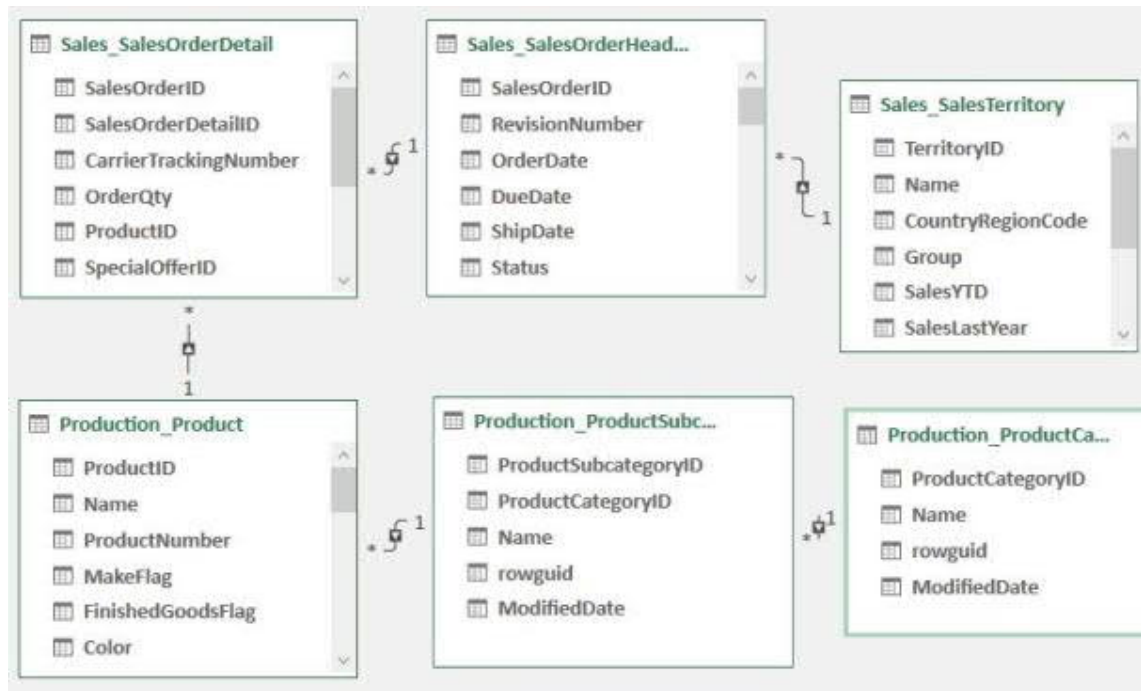 Sales_SalesOrderDetail
SalesOrderID
SalesOrderDetailID
CarrierTrackingNumber
OrderQty
ProductID
SpecialOfferID
* 1
Sales_SalesOrderHead...
SalesOrderID
RevisionNumber
OrderDate
DueDate
ShipDate
Status
*
1
Sales_SalesTerritory
TerritoryID
Name
CountryRegionCode
Group
SalesYTD
SalesLastYear
*
1
Production_Product
ProductID
Name
ProductNumber
MakeFlag
FinishedGoodsFlag
Color
* 1
Production_ProductSubc...
ProductSubcategoryID
ProductCategoryID
Name
rowguid
ModifiedDate
* 1
Production_ProductCa...
ProductCategoryID
Name
rowguid
ModifiedDate